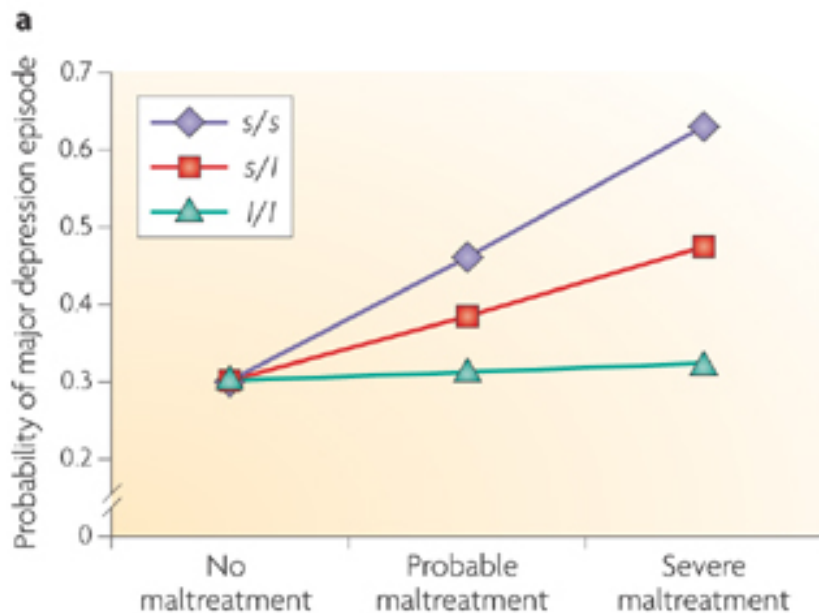 a
Probability of major depression episode
0.7
0.6
0.5
0.4
0.3
0.2
0
s/s
s/l
l/l
No
maltreatment
Probable
maltreatment
Severe
maltreatment